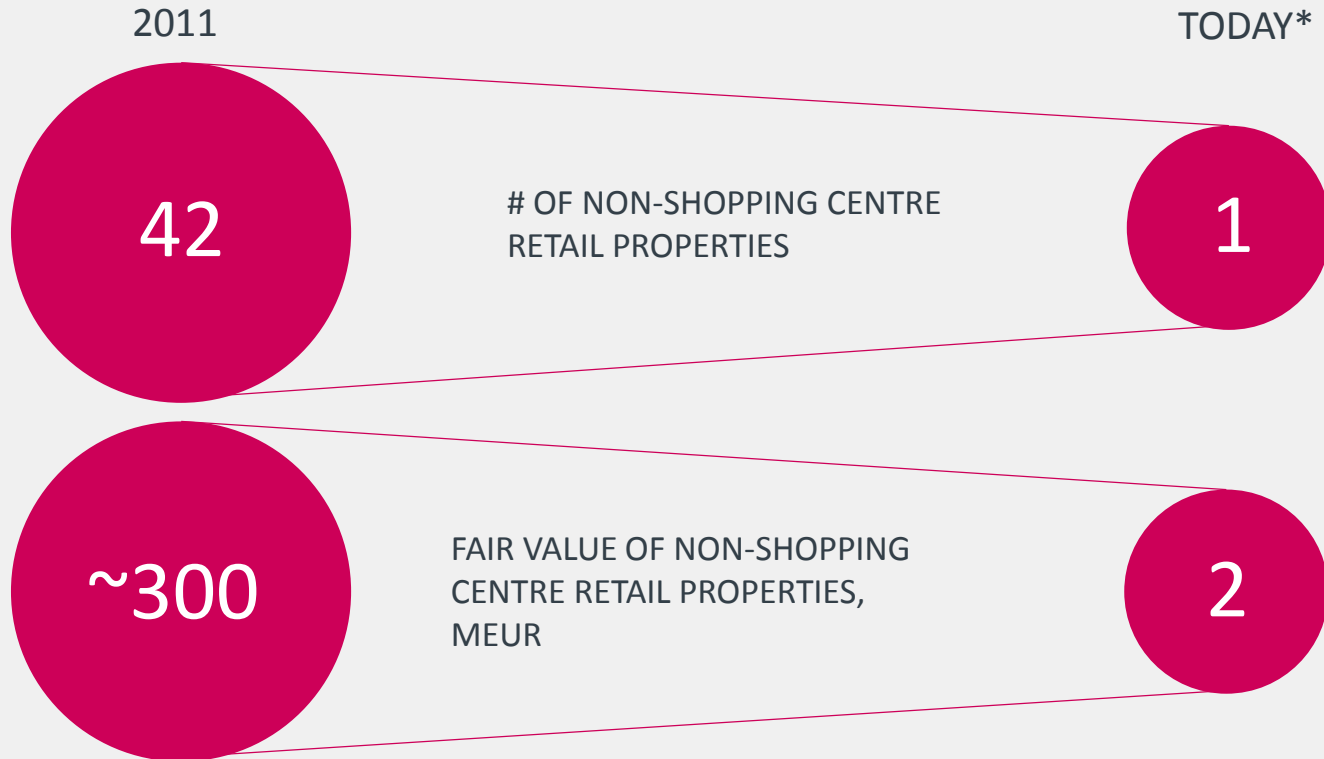 2011
TODAY*
42
# OF NON-SHOPPING CENTRE
RETAIL PROPERTIES
1
~300
FAIR VALUE OF NON-SHOPPING
CENTRE RETAIL PROPERTIES,
MEUR
2